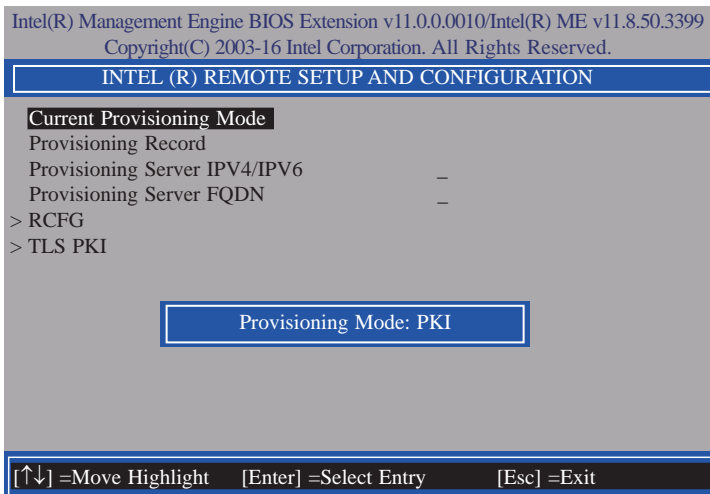 Intel(R) Management Engine BIOS Extension v11.0.0.0010/Intel(R) ME v11.8.50.3399
Copyright(C) 2003-16 Intel Corporation. All Rights Reserved.
INTEL (R) REMOTE SETUP AND CONFIGURATION
Current Provisioning Mode
Provisioning Record
Provisioning Server IPV4/IPV6 _
Provisioning Server FQDN _
> RCFG
> TLS PKI
Provisioning Mode: PKI
[↑↓] =Move Highlight [Enter] =Select Entry [Esc] =Exit